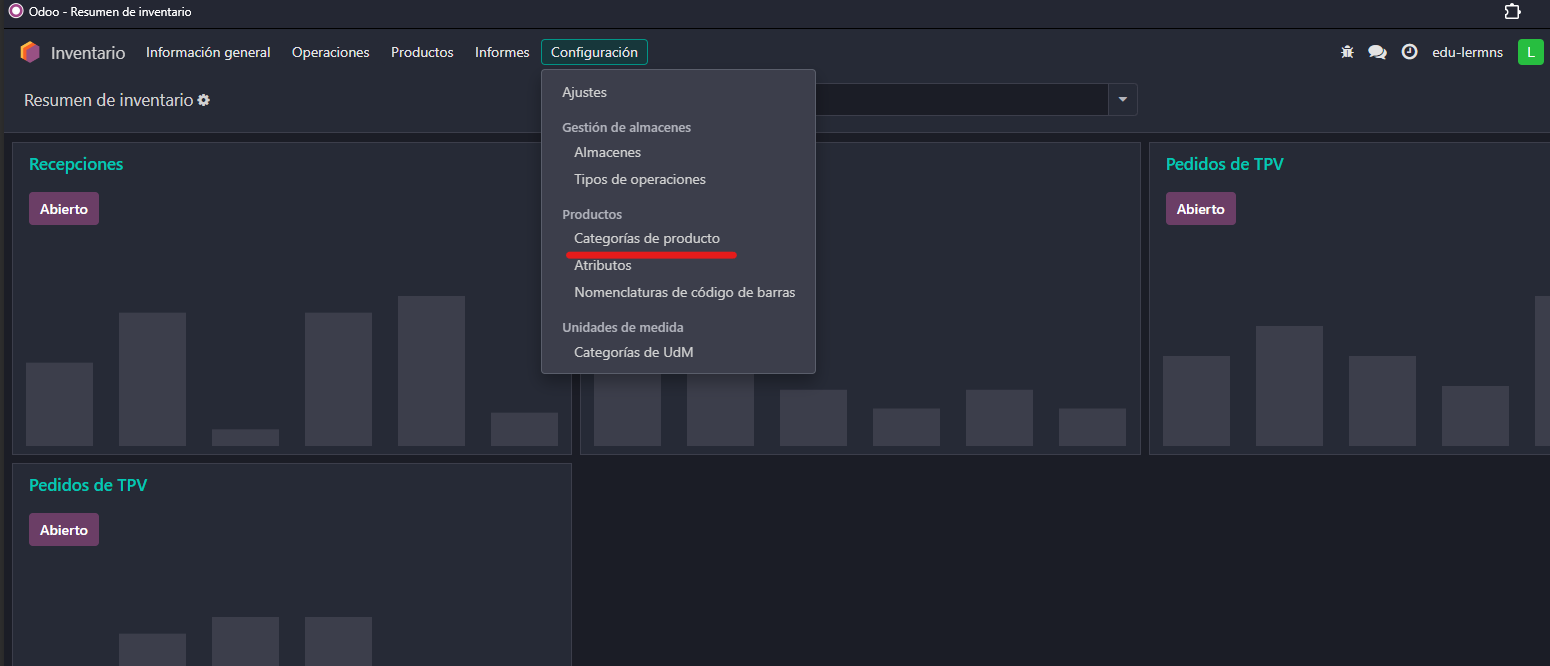 Odoo - Resumen de inventario
Inventario Información general Operaciones Productos Informes Configuración edu-lermns L
Resumen de inventario
Ajustes
Gestión de almacenes
Almacenes
Tipos de operaciones
Productos
Categorías de producto
Atributos
Nomenclaturas de código de barras
Unidades de medida
Categorías de UdM
Recepciones
Abierto
Pedidos de TPV
Abierto
Pedidos de TPV
Abierto